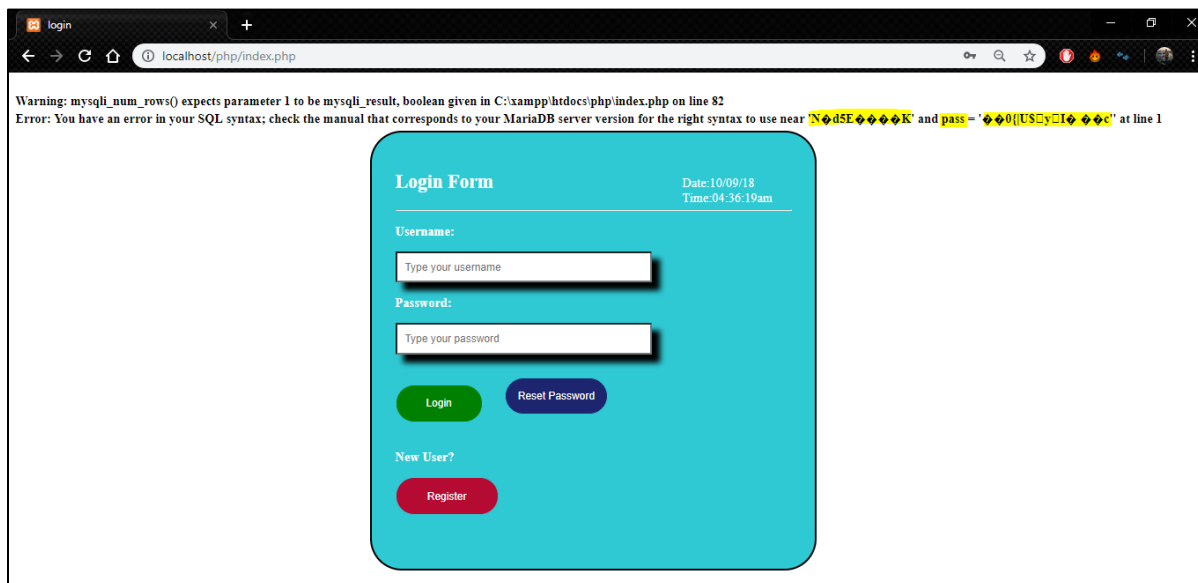 login
localhost/php/index.php
Warning: mysqli_num_rows() expects parameter 1 to be mysqli_result, boolean given in C:\xampp\htdocs\php\index.php on line 82
Error: You have an error in your SQL syntax; check the manual that corresponds to your MariaDB server version for the right syntax to use near 'N�d5E����K' and pass = '��0{|U$□y□I� ��c'' at line 1
Login Form
Date:10/09/18
Time:04:36:19am
Username:
Type your username
Password:
Type your password
Login
Reset Password
New User?
Register